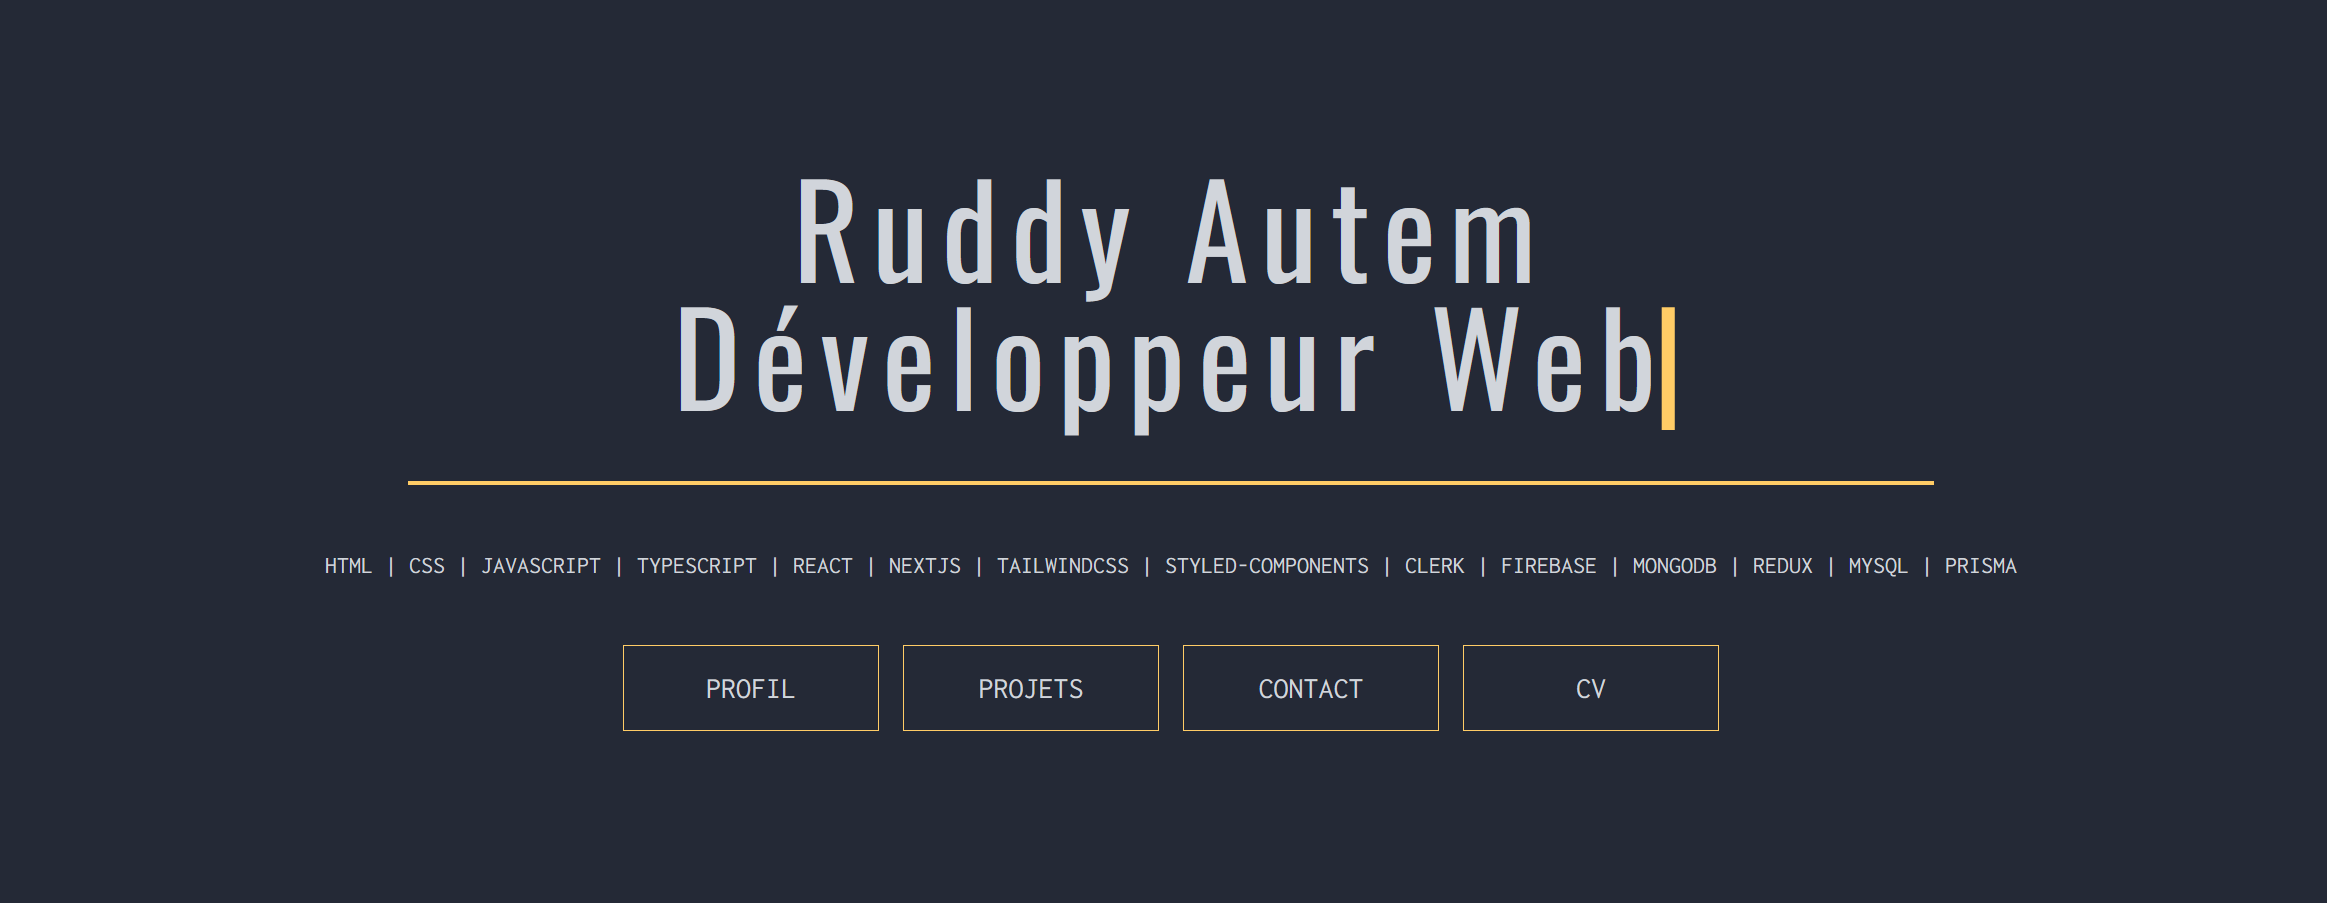 Ruddy Autem
Développeur Web
HTML | CSS | JAVASCRIPT | TYPESCRIPT | REACT | NEXTJS | TAILWINDCSS | STYLED-COMPONENTS | CLERK | FIREBASE | MONGODB | REDUX | MYSQL | PRISMA
PROFIL PROJETS CONTACT CV